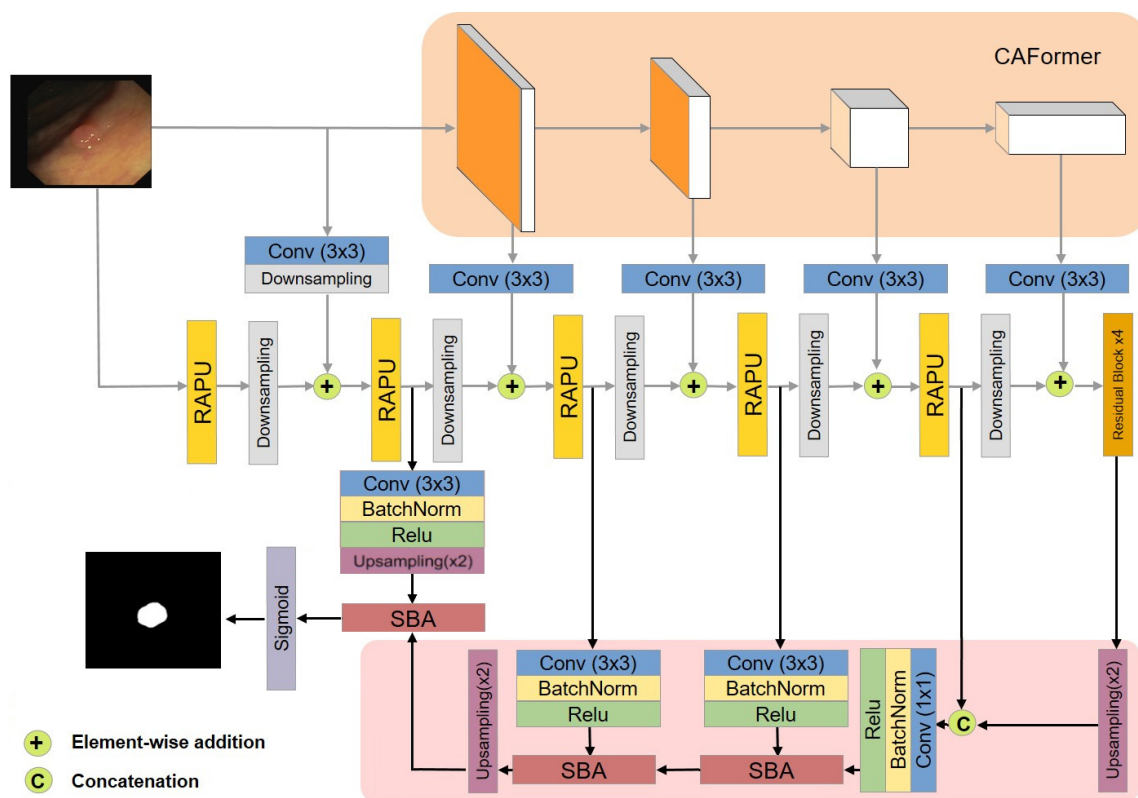 CAFormer
Conv (3x3)
Downsampling
Conv (3x3)
Conv (3x3)
Conv (3x3)
Conv (3x3)
RAPU
Downsampling
+
RAPU
Downsampling
+
RAPU
Downsampling
+
RAPU
Downsampling
+
RAPU
Downsampling
+
Residual Block x4
Conv (3x3)
BatchNorm
Relu
Upsampling(x2)
SBA
Sigmoid
Upsampling(x2)
Conv (3x3)
BatchNorm
Relu
SBA
Conv (3x3)
BatchNorm
Relu
SBA
Relu
BatchNorm
Conv (1x1)
C
Upsampling(x2)
+ Element-wise addition
C Concatenation